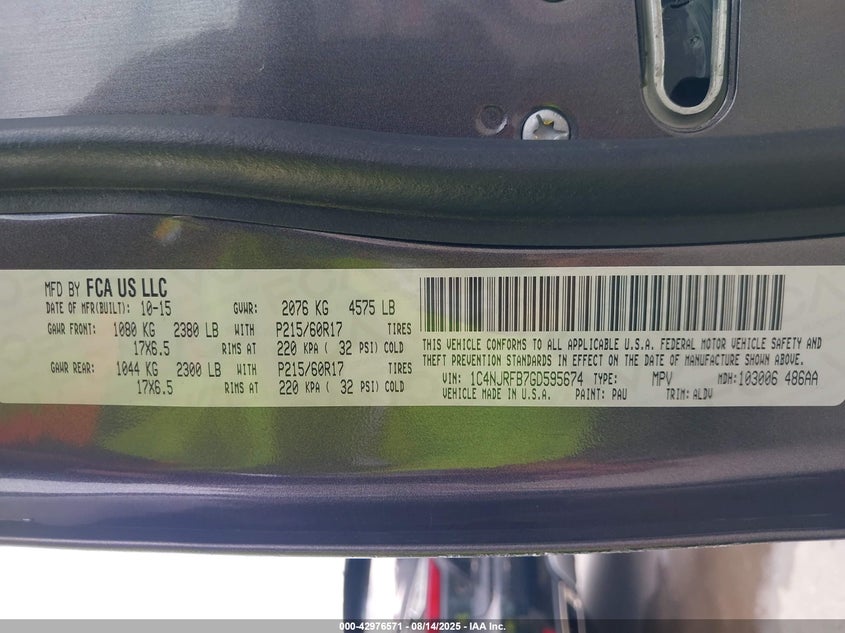 MFD BY FCA US LLC
DATE OF MFR(BUILT): 10-15 GVWR: 2076 KG 4575 LB
GAWR FRONT: 1080 KG 2380 LB WITH P215/60R17 TIRES
17X6.5 RIMS AT 220 KPA ( 32 PSI) COLD
GAWR REAR: 1044 KG 2300 LB WITH P215/60R17 TIRES
17X6.5 RIMS AT 220 KPA ( 32 PSI) COLD
THIS VEHICLE CONFORMS TO ALL APPLICABLE U.S.A. FEDERAL MOTOR VEHICLE SAFETY AND
THEFT PREVENTION STANDARDS IN EFFECT ON THE DATE OF MANUFACTURE SHOWN ABOVE.
VIN: 1C4NJRFB7GD595674 TYPE: MPV MDH: 103006 486AA
VEHICLE MADE IN U.S.A. PAINT: PAU TRIM: ALDV
000-42976571 - 08/14/2025 - IAA Inc.